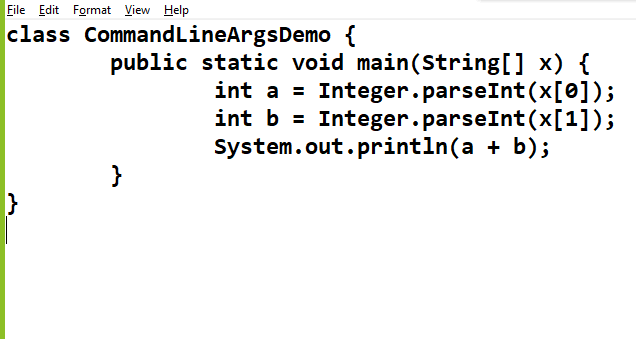 File Edit Format View Help
class CommandLineArgsDemo {
public static void main(String[] x) {
int a = Integer.parseInt(x[0]);
int b = Integer.parseInt(x[1]);
System.out.println(a + b);
}
}